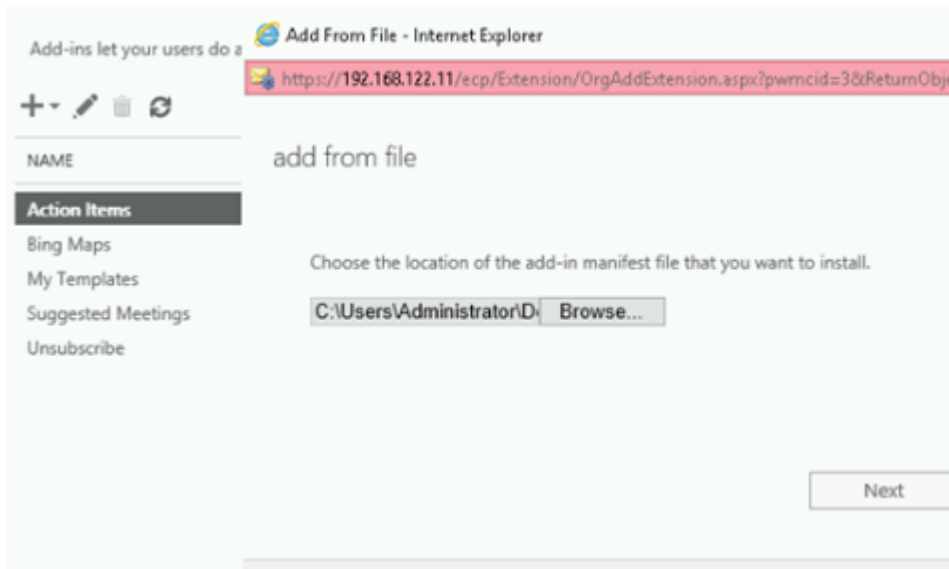 Add-ins let your users do a
NAME
Action Items
Bing Maps
My Templates
Suggested Meetings
Unsubscribe
Add From File - Internet Explorer
https://192.168.122.11/ecp/Extension/OrgAddExtension.aspx?pwmcid=3&ReturnObj
add from file
Choose the location of the add-in manifest file that you want to install.
C:\Users\Administrator\D Browse...
Next